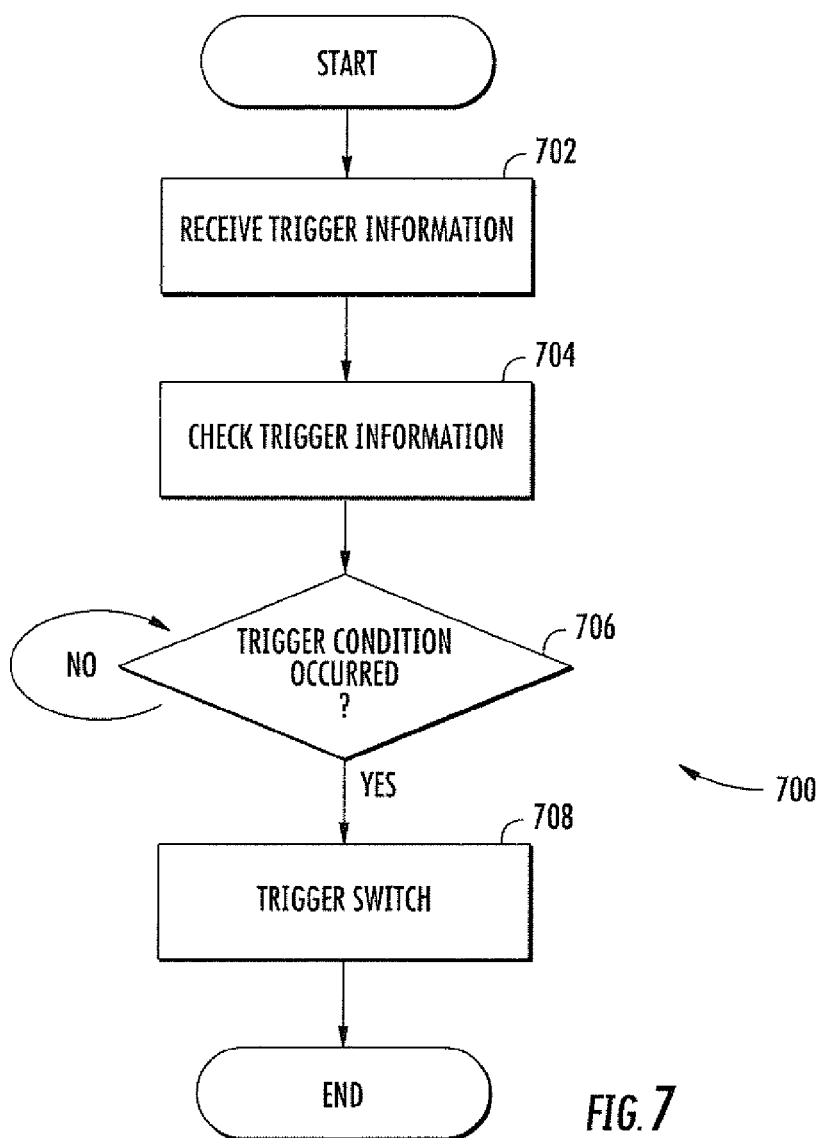 START
702
RECEIVE TRIGGER INFORMATION
704
CHECK TRIGGER INFORMATION
706
TRIGGER CONDITION
OCCURRED
?
NO
YES
700
708
TRIGGER SWITCH
END
FIG. 7